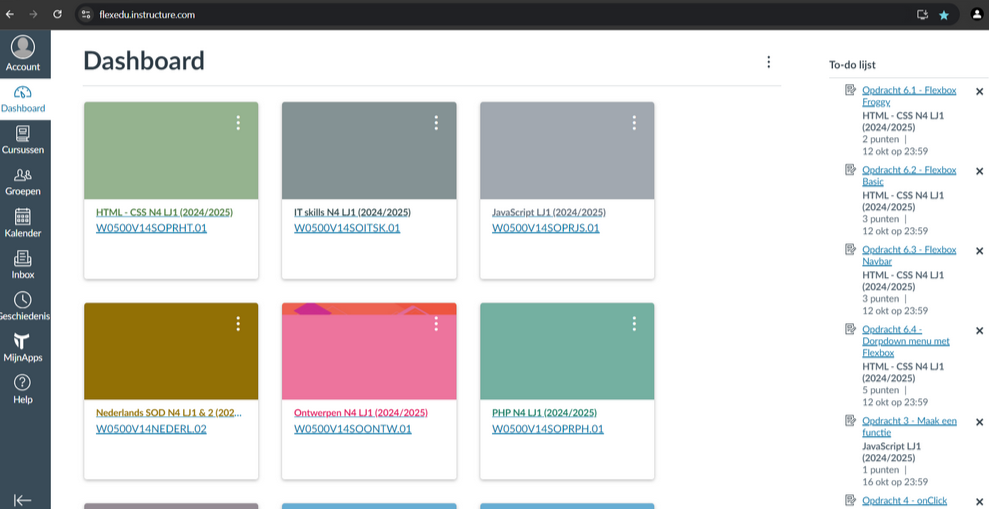 flexedu.instructure.com
Account
Dashboard
Cursussen
Groepen
Kalender
Inbox
Geschiedenis
MijnApps
Help
Dashboard
HTML - CSS N4 LJ1 (2024/2025)
W0500V14SOPRHT.01
IT skills N4 LJ1 (2024/2025)
W0500V14SOITSK.01
JavaScript LJ1 (2024/2025)
W0500V14SOPRJS.01
Nederlands SOD N4 LJ1 & 2 (202...
W0500V14NEDERL.02
Ontwerpen N4 LJ1 (2024/2025)
W0500V14SOONTW.01
PHP N4 LJ1 (2024/2025)
W0500V14SOPRPH.01
To-do lijst
Opdracht 6.1 - Flexbox
Froggy
HTML - CSS N4 LJ1
(2024/2025)
2 punten |
12 okt op 23:59
Opdracht 6.2 - Flexbox
Basic
HTML - CSS N4 LJ1
(2024/2025)
3 punten |
12 okt op 23:59
Opdracht 6.3 - Flexbox
Navbar
HTML - CSS N4 LJ1
(2024/2025)
3 punten |
12 okt op 23:59
Opdracht 6.4 -
Dorpdown menu met
Flexbox
HTML - CSS N4 LJ1
(2024/2025)
5 punten |
12 okt op 23:59
Opdracht 3 - Maak een
functie
JavaScript LJ1
(2024/2025)
1 punten |
16 okt op 23:59
Opdracht 4 - onClick